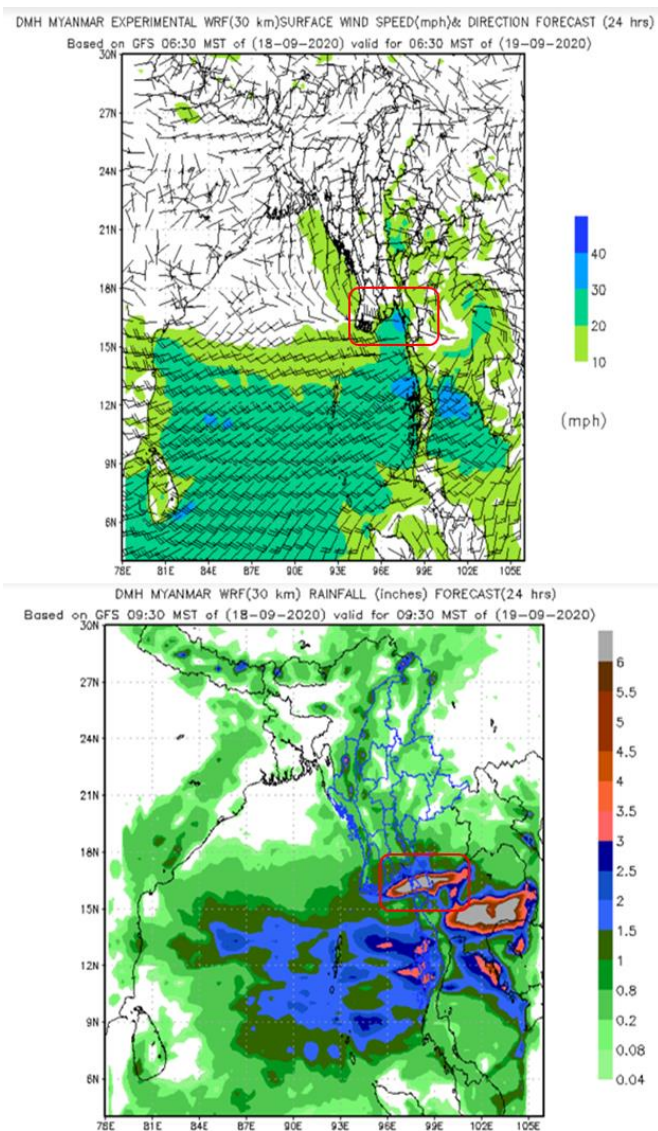 DMH MYANMAR EXPERIMENTAL WRF(30 km)SURFACE WIND SPEED(mph)& DIRECTION FORECAST (24 hrs)
Based on GFS 06:30 MST of (18-09-2020) valid for 06:30 MST of (19-09-2020)
30N
27N
24N
21N
18N
15N
12N
9N
6N
78E 81E 84E 87E 90E 93E 96E 99E 102E 105E
40
30
20
10
(mph)
DMH MYANMAR WRF(30 km) RAINFALL (inches) FORECAST(24 hrs)
Based on GFS 09:30 MST of (18-09-2020) valid for 09:30 MST of (19-09-2020)
30N
27N
24N
21N
18N
15N
12N
9N
6N
78E 81E 84E 87E 90E 93E 96E 99E 102E 105E
6
5.5
5
4.5
4
3.5
3
2.5
2
1.5
1
0.8
0.2
0.08
0.04